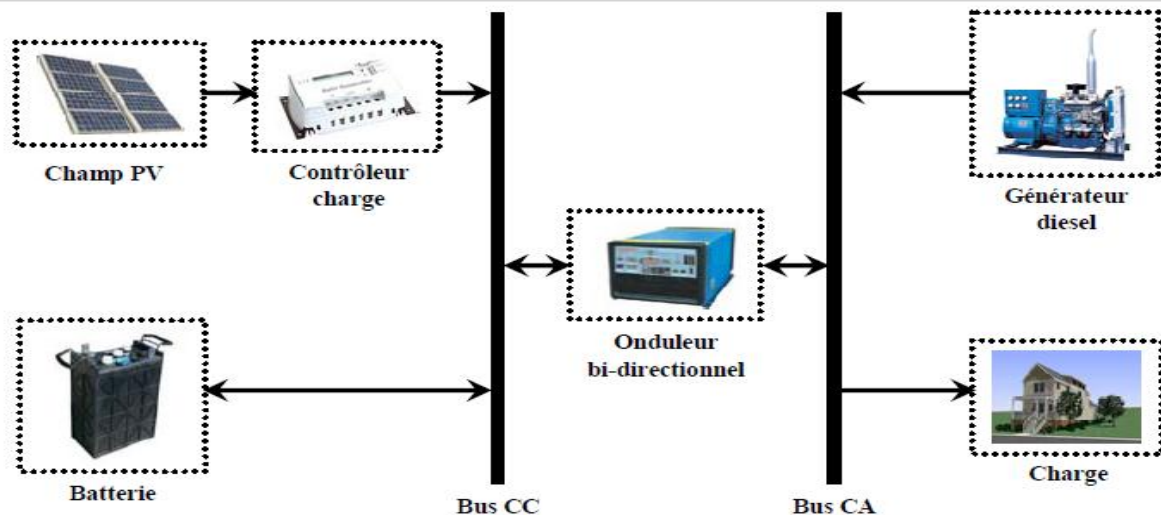 Champ PV
Contrôleur
charge
Générateur
diesel
Onduleur
bi-directionnel
Batterie
Bus CC
Bus CA
Charge